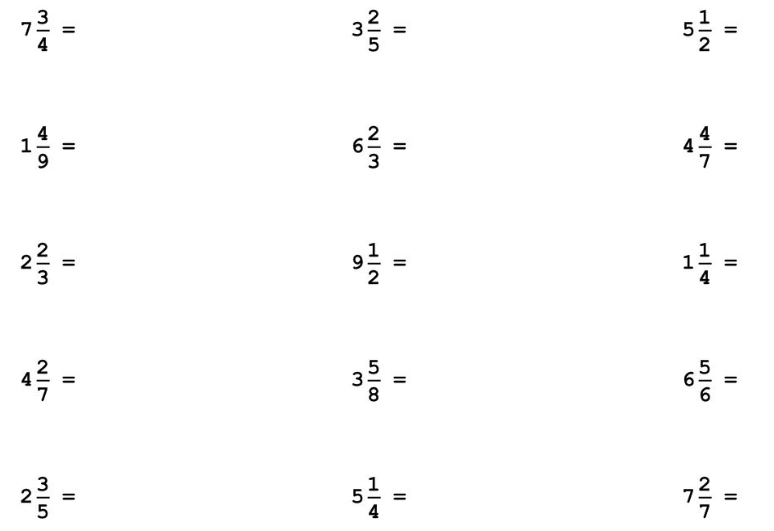 7 3/4 = 3 2/5 = 5 1/2 =
1 4/9 = 6 2/3 = 4 4/7 =
2 2/3 = 9 1/2 = 1 1/4 =
4 2/7 = 3 5/8 = 6 5/6 =
2 3/5 = 5 1/4 = 7 2/7 =